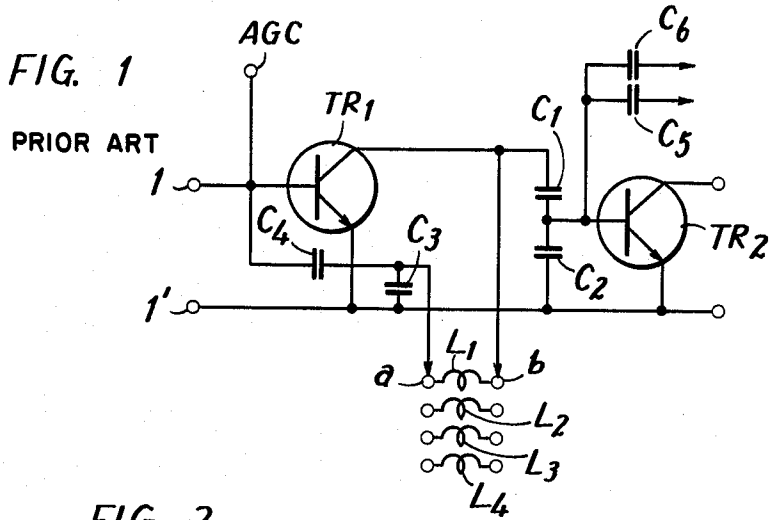 AGC
FIG. 1
PRIOR ART
TR1
C1
C6
C5
1
C4
C3
TR2
C2
1'
L1
a
b
L2
L3
L4
FIG. 2